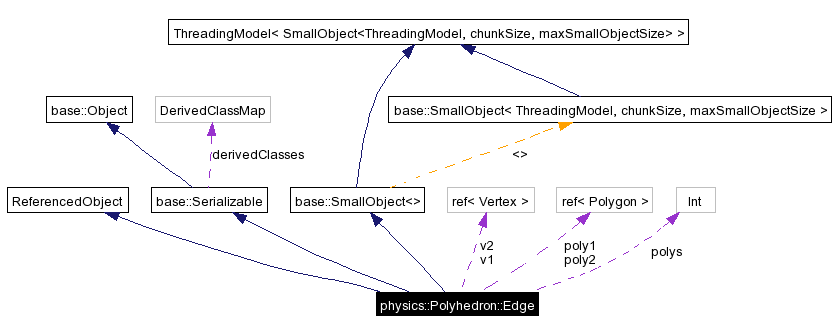 ThreadingModel< SmallObject<ThreadingModel, chunkSize, maxSmallObjectSize> >
base::Object
DerivedClassMap
base::SmallObject< ThreadingModel, chunkSize, maxSmallObjectSize >
derivedClasses
<>
ReferencedObject
base::Serializable
base::SmallObject<>
ref< Vertex >
ref< Polygon >
Int
v2
v1
poly1
poly2
polys
physics::Polyhedron::Edge